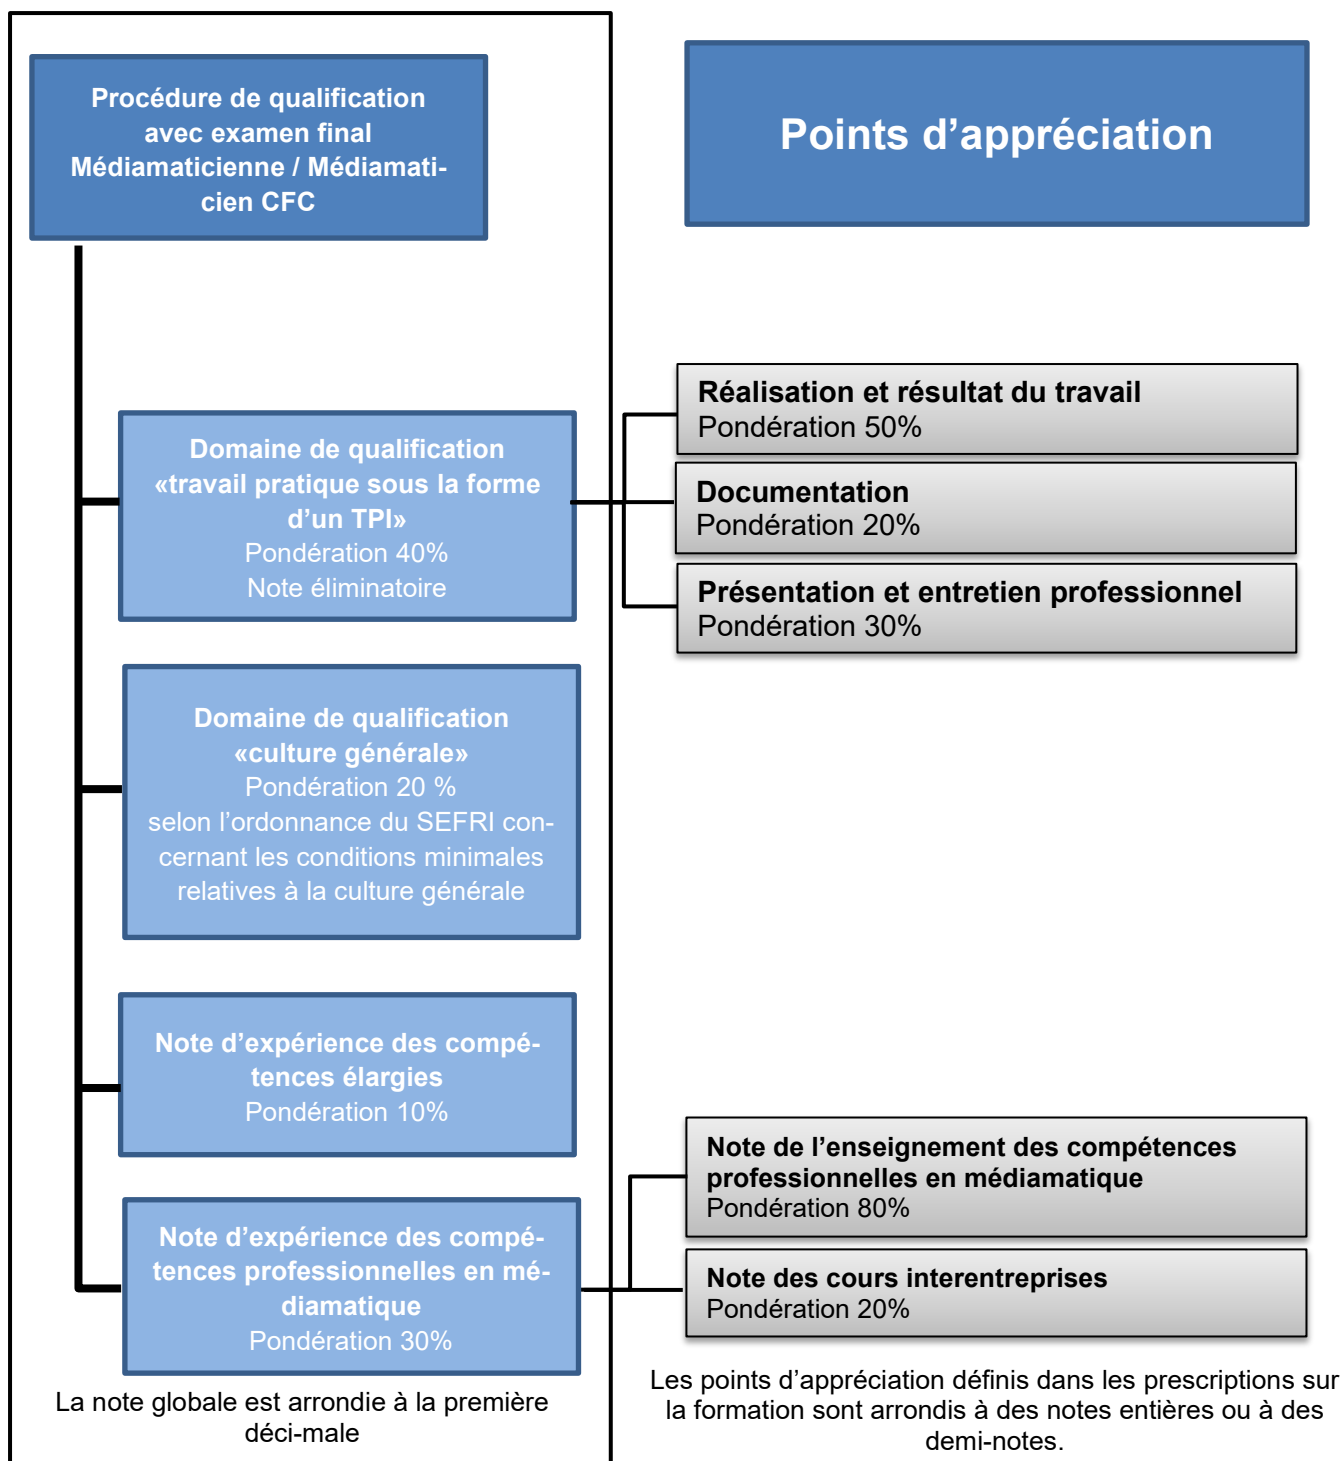 Procédure de qualification
avec examen final
Médiamaticienne / Médiamati-
cien CFC
Points d’appréciation
Domaine de qualification
«travail pratique sous la forme
d’un TPI»
Pondération 40%
Note éliminatoire
Réalisation et résultat du travail
Pondération 50%
Documentation
Pondération 20%
Présentation et entretien professionnel
Pondération 30%
Domaine de qualification
«culture générale»
Pondération 20 %
selon l’ordonnance du SEFRI con-
cernant les conditions minimales
relatives à la culture générale
Note d’expérience des compé-
tences élargies
Pondération 10%
Note d’expérience des compé-
tences professionnelles en mé-
diamatique
Pondération 30%
Note de l’enseignement des compétences
professionnelles en médiamatique
Pondération 80%
Note des cours interentreprises
Pondération 20%
La note globale est arrondie à la première
déci-male
Les points d’appréciation définis dans les prescriptions sur
la formation sont arrondis à des notes entières ou à des
demi-notes.